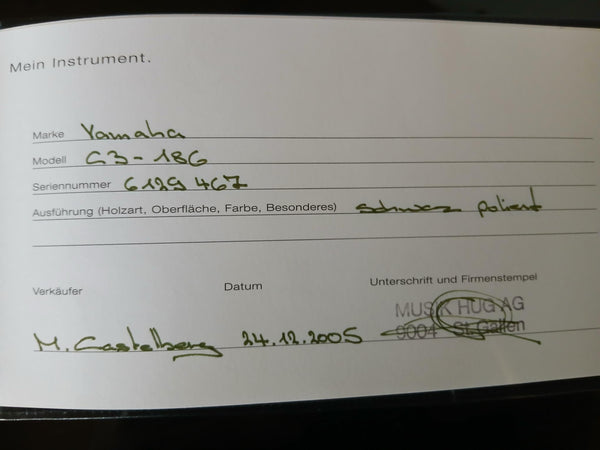 Mein Instrument.
Marke Yamaha
Modell C3-186
Seriennummer 6129467
Ausführung (Holzart, Oberfläche, Farbe, Besonderes) schwarz poliert
Verkäufer Datum Unterschrift und Firmenstempel
MUSIK HUG AG
M. Castelberg 24.12.2005 9004 St. Gallen